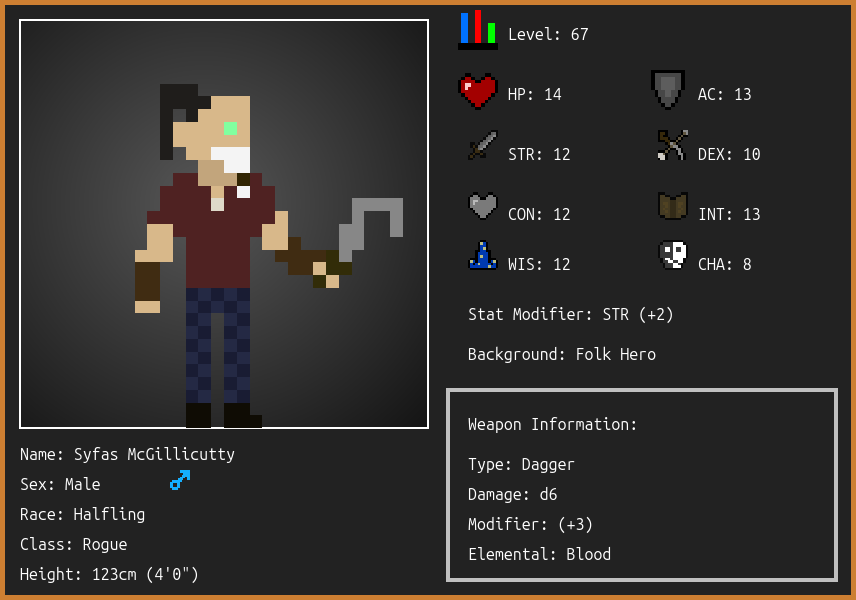 Level: 67
HP: 14
AC: 13
STR: 12
DEX: 10
CON: 12
INT: 13
WIS: 12
CHA: 8
Stat Modifier: STR (+2)
Background: Folk Hero
Weapon Information:
Type: Dagger
Damage: d6
Modifier: (+3)
Elemental: Blood
Name: Syfas McGillicutty
Sex: Male
Race: Halfling
Class: Rogue
Height: 123cm (4'0")